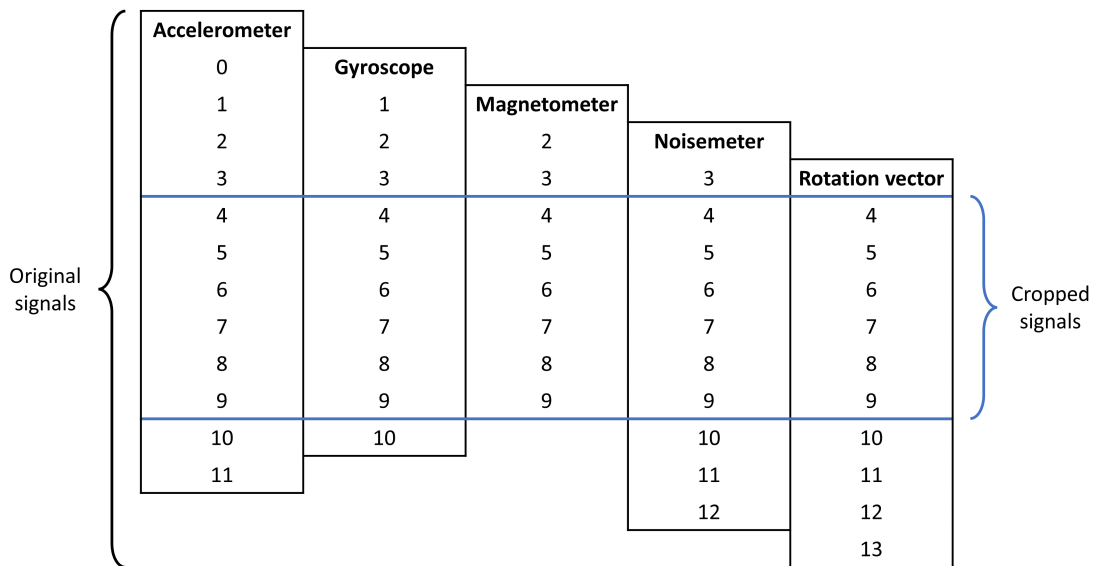 Accelerometer
0 Gyroscope
1 1 Magnetometer
2 2 2 Noisemeter
3 3 3 3 Rotation vector
4 4 4 4 4
5 5 5 5 5
Original
signals
6 6 6 6 6
Cropped
signals
7 7 7 7 7
8 8 8 8 8
9 9 9 9 9
10 10 10 10
11 11 11
12 12
13